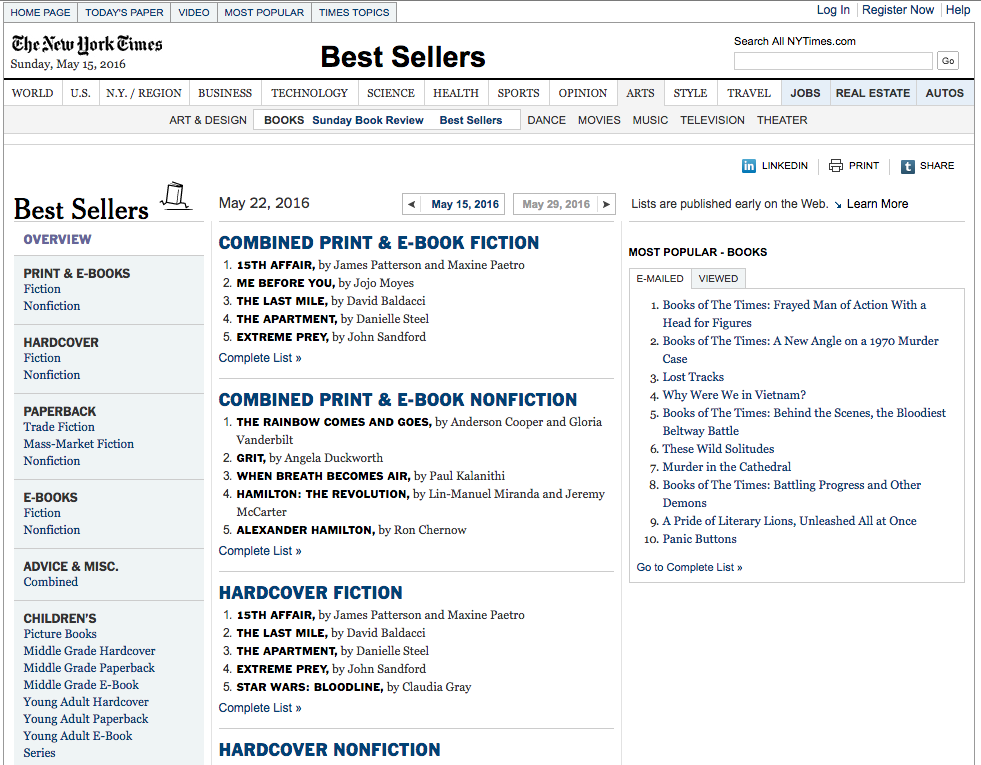 HOME PAGE TODAY'S PAPER VIDEO MOST POPULAR TIMES TOPICS
Log In Register Now Help
The New York Times
Sunday, May 15, 2016
Best Sellers
Search All NYTimes.com
Go
WORLD U.S. N.Y. / REGION BUSINESS TECHNOLOGY SCIENCE HEALTH SPORTS OPINION ARTS STYLE TRAVEL JOBS REAL ESTATE AUTOS
ART & DESIGN BOOKS Sunday Book Review Best Sellers DANCE MOVIES MUSIC TELEVISION THEATER
in LINKEDIN PRINT t SHARE
Best Sellers
OVERVIEW
PRINT & E-BOOKS
Fiction
Nonfiction
HARDCOVER
Fiction
Nonfiction
PAPERBACK
Trade Fiction
Mass-Market Fiction
Nonfiction
E-BOOKS
Fiction
Nonfiction
ADVICE & MISC.
Combined
CHILDREN'S
Picture Books
Middle Grade Hardcover
Middle Grade Paperback
Middle Grade E-Book
Young Adult Hardcover
Young Adult Paperback
Young Adult E-Book
Series
May 22, 2016
◄ May 15, 2016 May 29, 2016 ►
COMBINED PRINT & E-BOOK FICTION
1. 15TH AFFAIR, by James Patterson and Maxine Paetro
2. ME BEFORE YOU, by Jojo Moyes
3. THE LAST MILE, by David Baldacci
4. THE APARTMENT, by Danielle Steel
5. EXTREME PREY, by John Sandford
Complete List »
COMBINED PRINT & E-BOOK NONFICTION
1. THE RAINBOW COMES AND GOES, by Anderson Cooper and Gloria
Vanderbilt
2. GRIT, by Angela Duckworth
3. WHEN BREATH BECOMES AIR, by Paul Kalanithi
4. HAMILTON: THE REVOLUTION, by Lin-Manuel Miranda and Jeremy
McCarter
5. ALEXANDER HAMILTON, by Ron Chernow
Complete List »
HARDCOVER FICTION
1. 15TH AFFAIR, by James Patterson and Maxine Paetro
2. THE LAST MILE, by David Baldacci
3. THE APARTMENT, by Danielle Steel
4. EXTREME PREY, by John Sandford
5. STAR WARS: BLOODLINE, by Claudia Gray
Complete List »
HARDCOVER NONFICTION
Lists are published early on the Web. ↘ Learn More
MOST POPULAR - BOOKS
E-MAILED VIEWED
1. Books of The Times: Frayed Man of Action With a
Head for Figures
2. Books of The Times: A New Angle on a 1970 Murder
Case
3. Lost Tracks
4. Why Were We in Vietnam?
5. Books of The Times: Behind the Scenes, the Bloodiest
Beltway Battle
6. These Wild Solitudes
7. Murder in the Cathedral
8. Books of The Times: Battling Progress and Other
Demons
9. A Pride of Literary Lions, Unleashed All at Once
10. Panic Buttons
Go to Complete List »